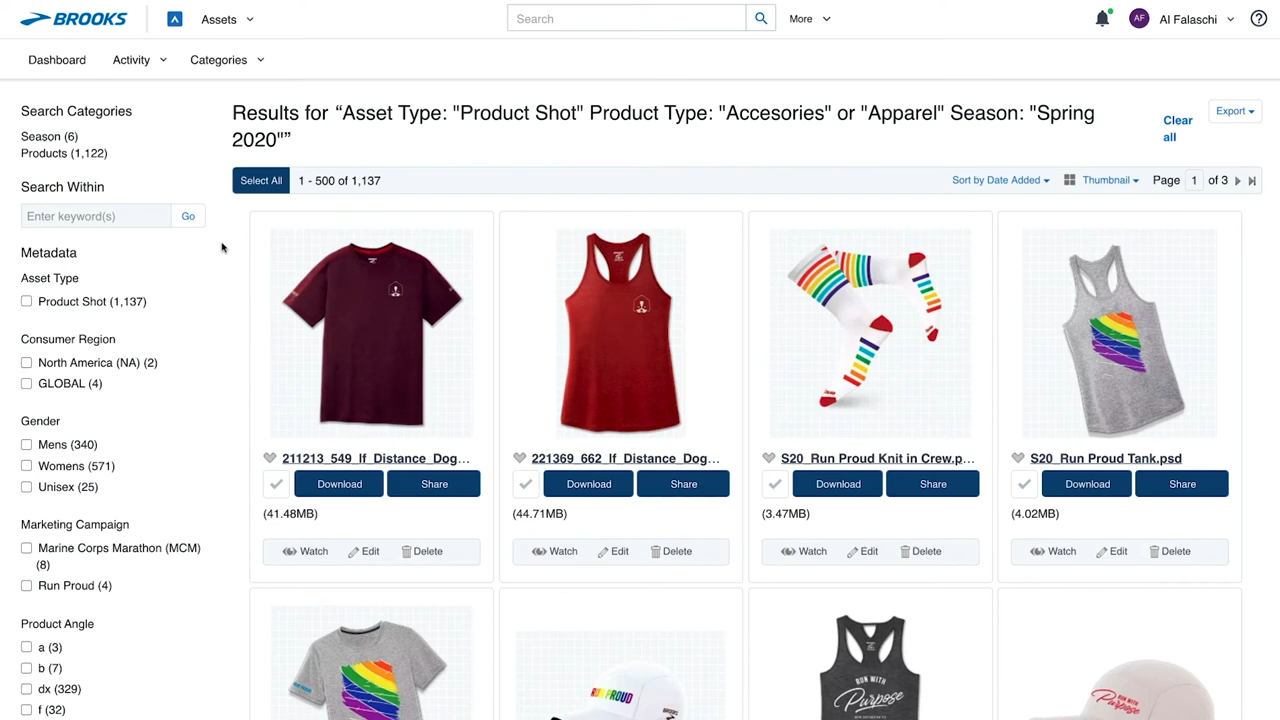 BROOKS
Assets
Search
More
AF
Al Falaschi
Dashboard
Activity
Categories
Search Categories
Season (6)
Products (1,122)
Search Within
Enter keyword(s)
Go
Metadata
Asset Type
Product Shot (1,137)
Consumer Region
North America (NA) (2)
GLOBAL (4)
Gender
Mens (340)
Womens (571)
Unisex (25)
Marketing Campaign
Marine Corps Marathon (MCM)
(8)
Run Proud (4)
Product Angle
a (3)
b (7)
dx (329)
f (32)
Results for “Asset Type: "Product Shot" Product Type: "Accesories" or "Apparel" Season: "Spring
2020"”
Clear
all
Export
Select All
1 - 500 of 1,137
Sort by Date Added
Thumbnail
Page 1 of 3
211213_549_lf_Distance_Dog...
Download
Share
(41.48MB)
Watch
Edit
Delete
221369_662_lf_Distance_Dog...
Download
Share
(44.71MB)
Watch
Edit
Delete
S20_Run Proud Knit in Crew.p...
Download
Share
(3.47MB)
Watch
Edit
Delete
S20_Run Proud Tank.psd
Download
Share
(4.02MB)
Watch
Edit
Delete
RUN PROUD
RUN WITH
Purpose
RUN WITH
Purpose